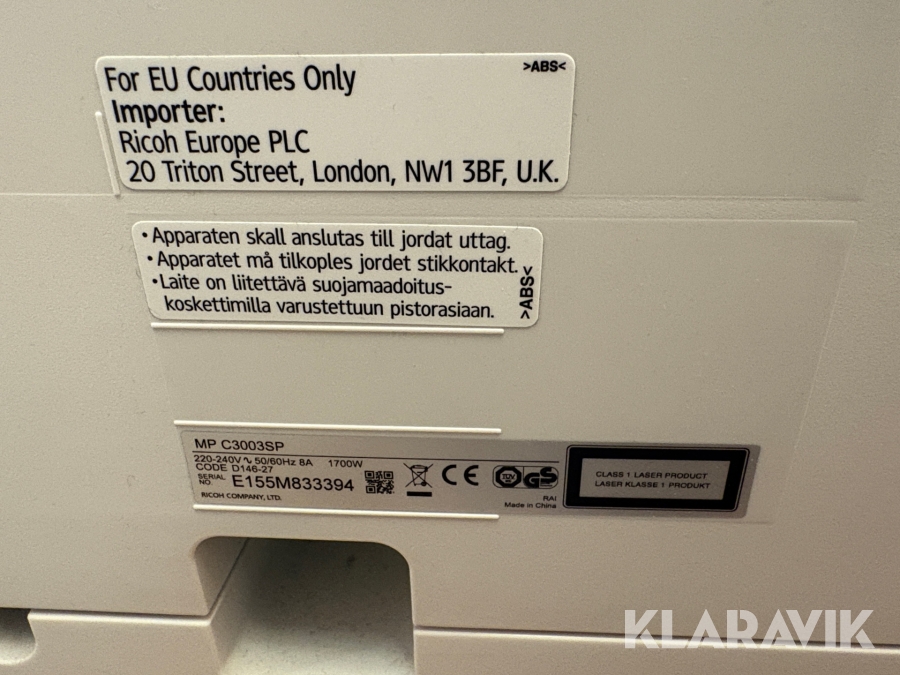 >ABS<
For EU Countries Only
Importer:
Ricoh Europe PLC
20 Triton Street, London, NW1 3BF, U.K.
•Apparaten skall anslutas till jordat uttag.
•Apparatet må tilkoples jordet stikkontakt.
•Laite on liitettävä suojamaadoitus-
koskettimilla varustettuun pistorasiaan.
>ABS<
MP C3003SP
220-240V∿ 50/60Hz 8A 1700W
CODE D146-27
SERIAL NO. E155M833394
RICOH COMPANY, LTD.
CE
TÜV
GS
RAI
Made in China
CLASS 1 LASER PRODUCT
LASER KLASSE 1 PRODUKT
KLARAVIK